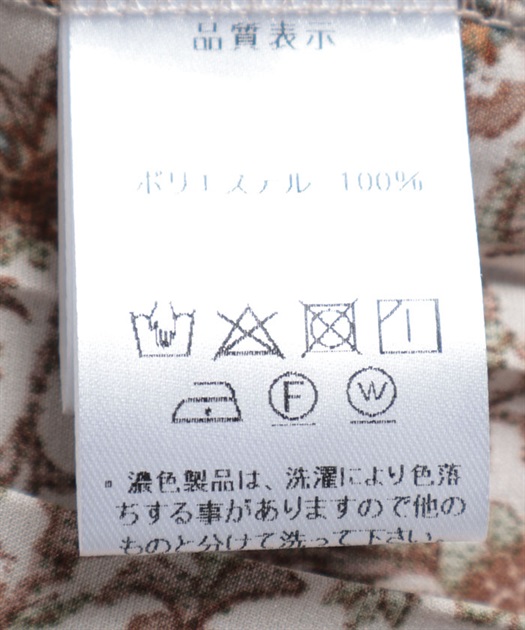 品質表示
ポリエステル 100%
F W
・濃色製品は、洗濯により色落
ちする事がありますので他の
ものと分けて洗って下さい。